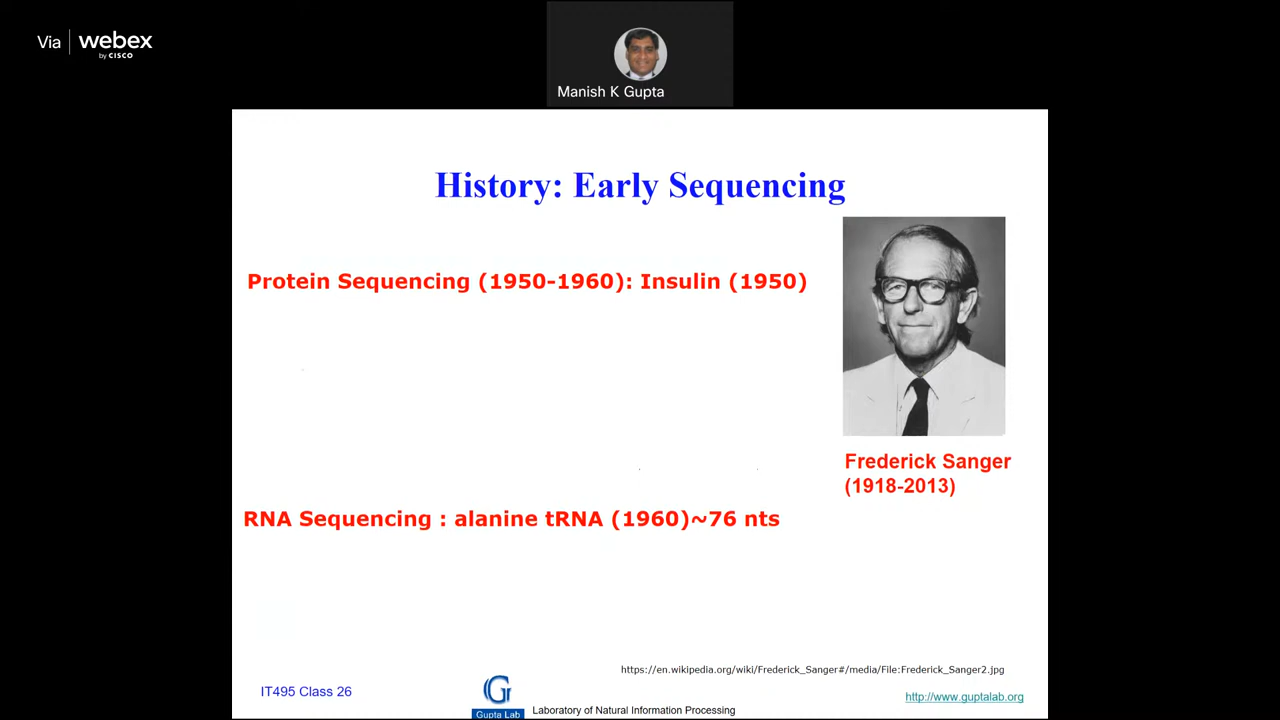 Via webex
by CISCO
Manish K Gupta
History: Early Sequencing
Protein Sequencing (1950-1960): Insulin (1950)
Frederick Sanger
(1918-2013)
RNA Sequencing : alanine tRNA (1960)~76 nts
https://en.wikipedia.org/wiki/Frederick_Sanger#/media/File:Frederick_Sanger2.jpg
IT495 Class 26
G
Gupta Lab
Laboratory of Natural Information Processing
http://www.guptalab.org